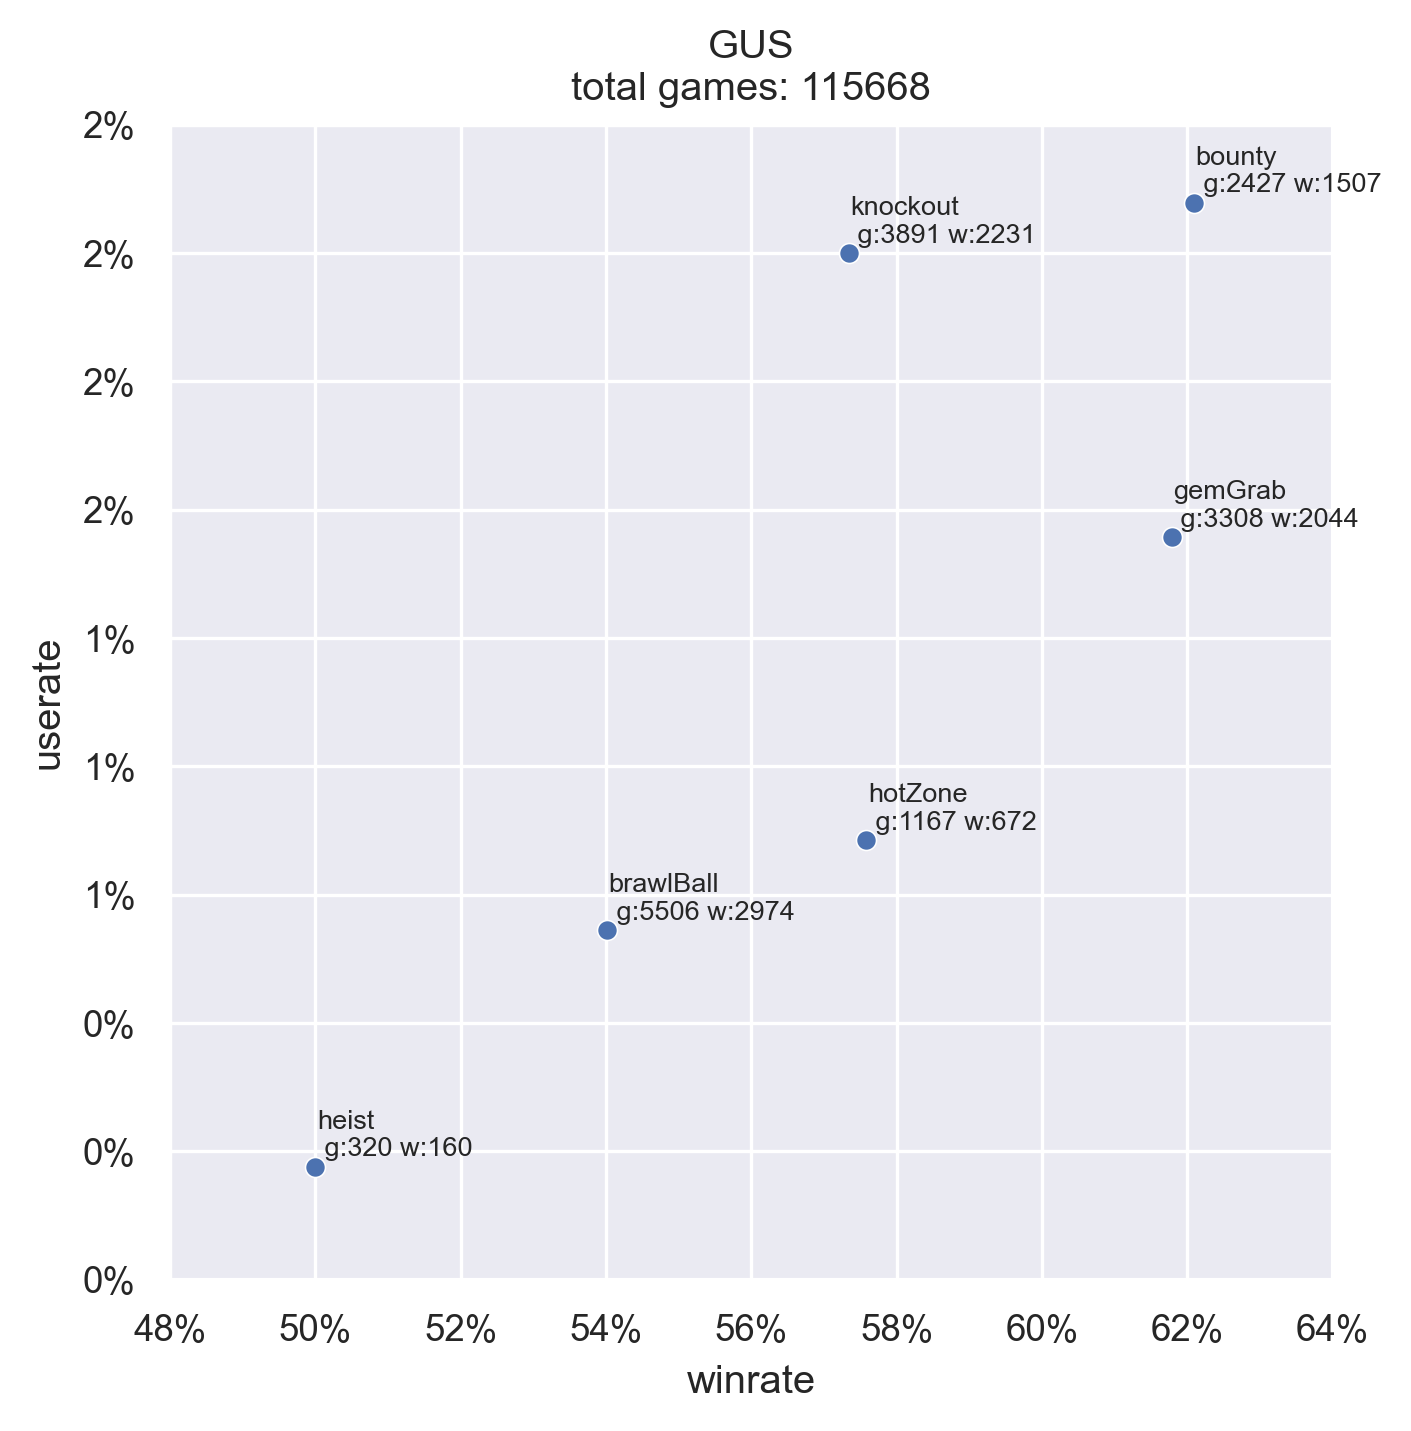 GUS
total games: 115668
2%
2%
2%
2%
1%
1%
1%
0%
0%
0%
userate
bounty
g:2427 w:1507
knockout
g:3891 w:2231
gemGrab
g:3308 w:2044
hotZone
g:1167 w:672
brawlBall
g:5506 w:2974
heist
g:320 w:160
48% 50% 52% 54% 56% 58% 60% 62% 64%
winrate